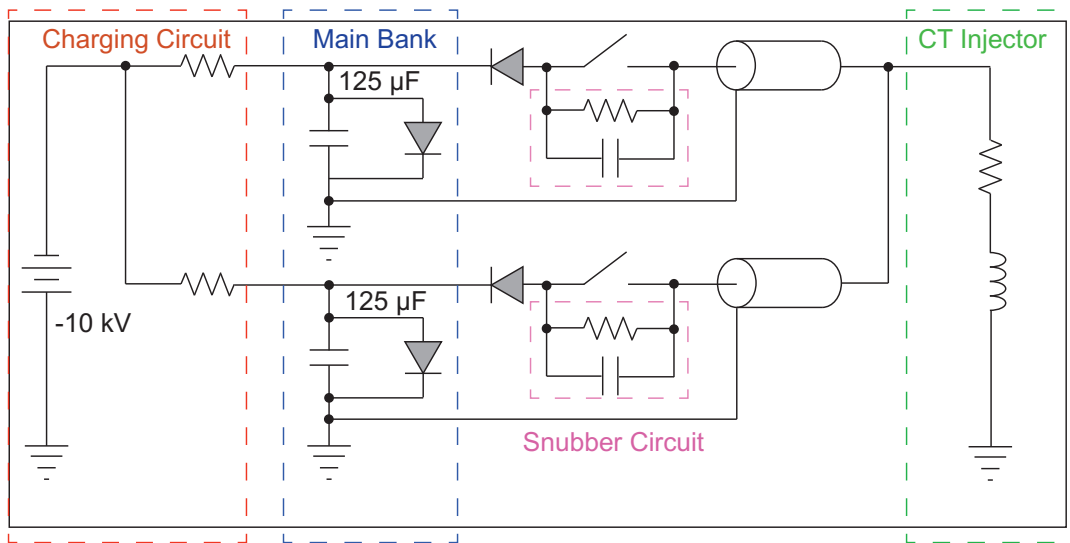 Charging Circuit
Main Bank
CT Injector
125 µF
-10 kV
125 µF
Snubber Circuit